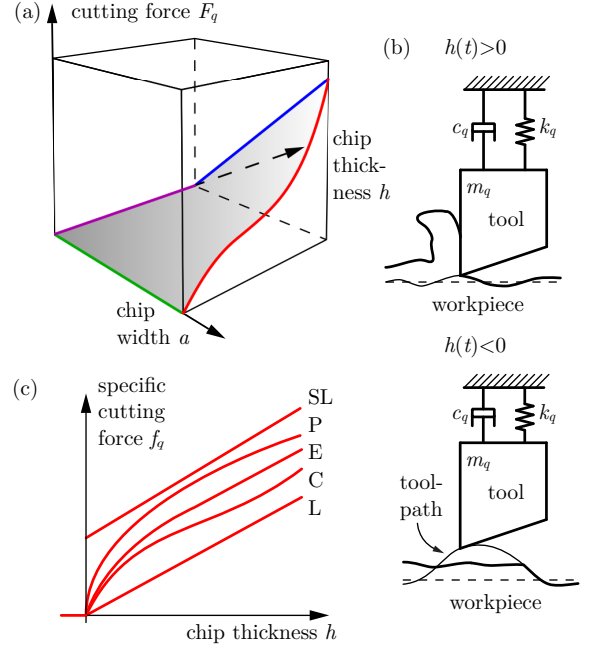 (a)
cutting force F_q
chip
thick-
ness h
chip
width a
(b)
h(t)>0
c_q
k_q
m_q
tool
workpiece
h(t)<0
c_q
k_q
m_q
tool
tool-
path
workpiece
(c)
specific
cutting
force f_q
SL
P
E
C
L
chip thickness h